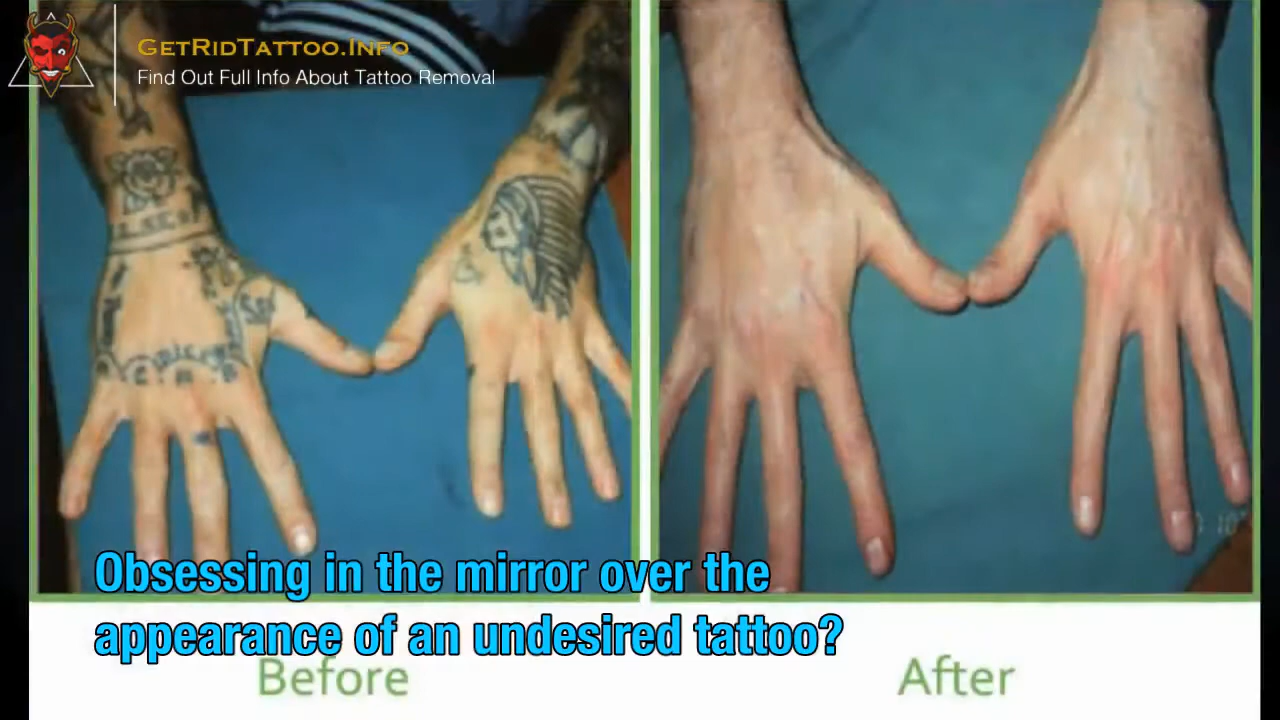 GetRidTattoo.Info
Find Out Full Info About Tattoo Removal
Obsessing in the mirror over the
appearance of an undesired tattoo?
Before
After